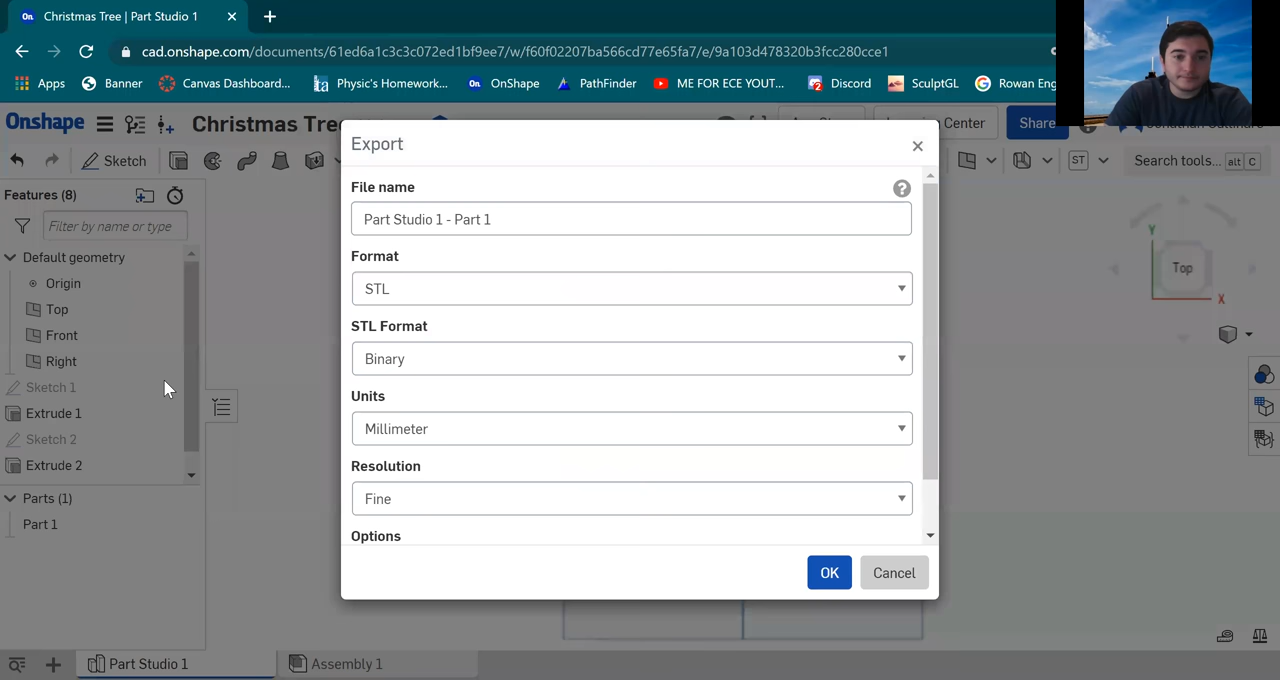 On Christmas Tree | Part Studio 1
cad.onshape.com/documents/61ed6a1c3c3c072ed1bf9ee7/w/f60f02207ba566cd77e65fa7/e/9a103d478320b3fcc280cce1
Apps Banner Canvas Dashboard... Physic's Homework... On OnShape PathFinder ME FOR ECE YOUT... Discord SculptGL Rowan Eng
Onshape Christmas Tre Center Share
Sketch ST Search tools... alt C
Features (8)
Filter by name or type
Default geometry
Origin
Top
Front
Right
Sketch 1
Extrude 1
Sketch 2
Extrude 2
Parts (1)
Part 1
Export
File name
Part Studio 1 - Part 1
Format
STL
STL Format
Binary
Units
Millimeter
Resolution
Fine
Options
OK Cancel
Y
Top
X
Part Studio 1 Assembly 1